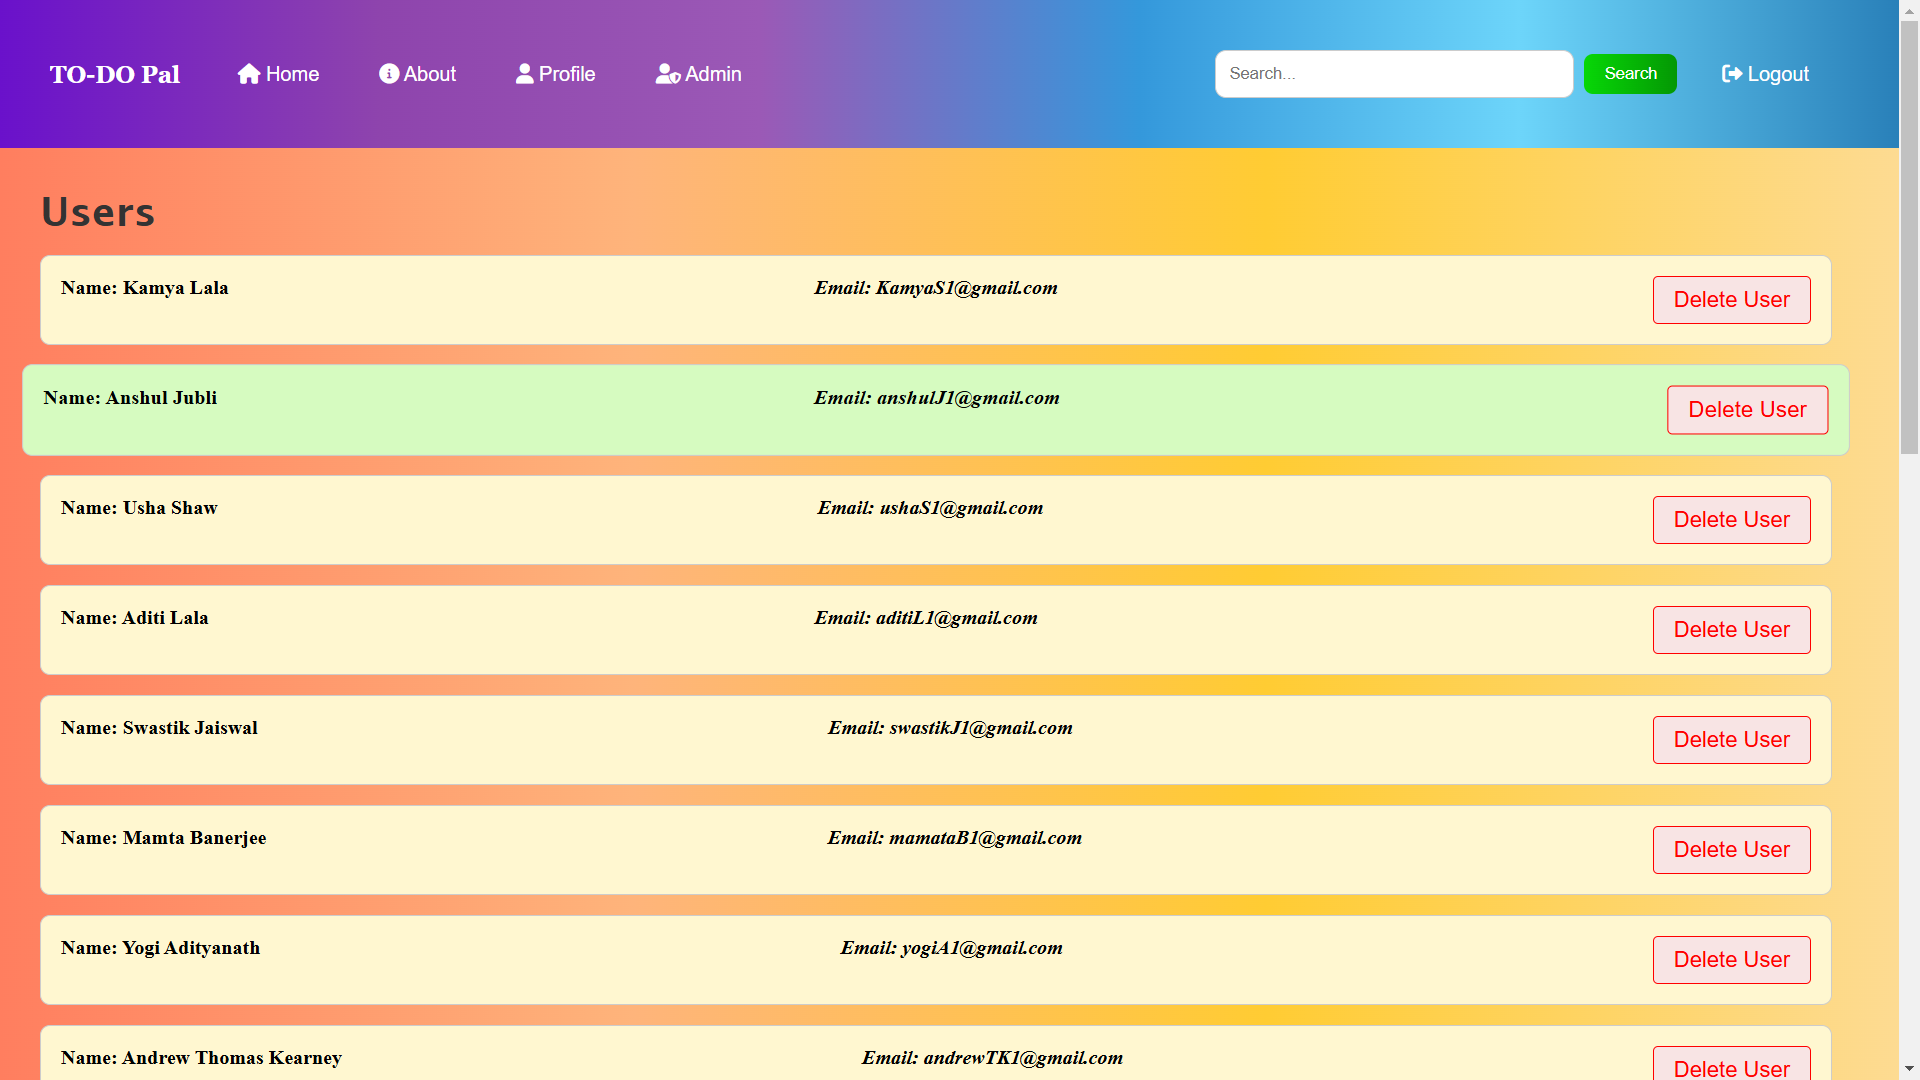 TO-DO Pal Home About Profile Admin Search... Search Logout
Users
Name: Kamya Lala Email: KamyaS1@gmail.com Delete User
Name: Anshul Jubli Email: anshulJ1@gmail.com Delete User
Name: Usha Shaw Email: ushaS1@gmail.com Delete User
Name: Aditi Lala Email: aditiL1@gmail.com Delete User
Name: Swastik Jaiswal Email: swastikJ1@gmail.com Delete User
Name: Mamta Banerjee Email: mamataB1@gmail.com Delete User
Name: Yogi Adityanath Email: yogiA1@gmail.com Delete User
Name: Andrew Thomas Kearney Email: andrewTK1@gmail.com Delete User